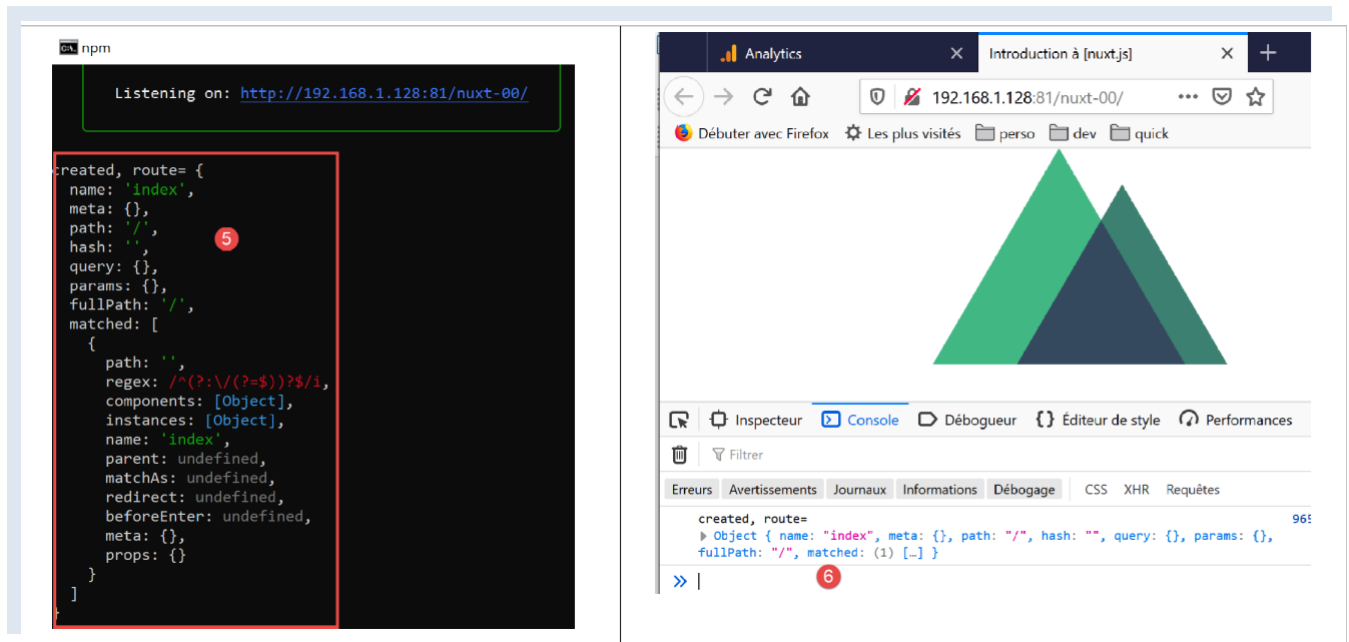 npm
Listening on: http://192.168.1.128:81/nuxt-00/
created, route= {
name: 'index',
meta: {},
path: '/',
hash: '',
query: {},
params: {},
fullPath: '/',
matched: [
{
path: '',
regex: /^(?:\/(?=$))?$/i,
components: [Object],
instances: [Object],
name: 'index',
parent: undefined,
matchAs: undefined,
redirect: undefined,
beforeEnter: undefined,
meta: {},
props: {}
}
]
}
5
Analytics
Introduction à [nuxt.js]
192.168.1.128:81/nuxt-00/
Débuter avec Firefox Les plus visités perso dev quick
Inspecteur Console Débogueur {} Éditeur de style Performances
Filtrer
Erreurs Avertissements Journaux Informations Débogage CSS XHR Requêtes
created, route= 965
Object { name: "index", meta: {}, path: "/", hash: "", query: {}, params: {},
fullPath: "/", matched: (1) […] }
6